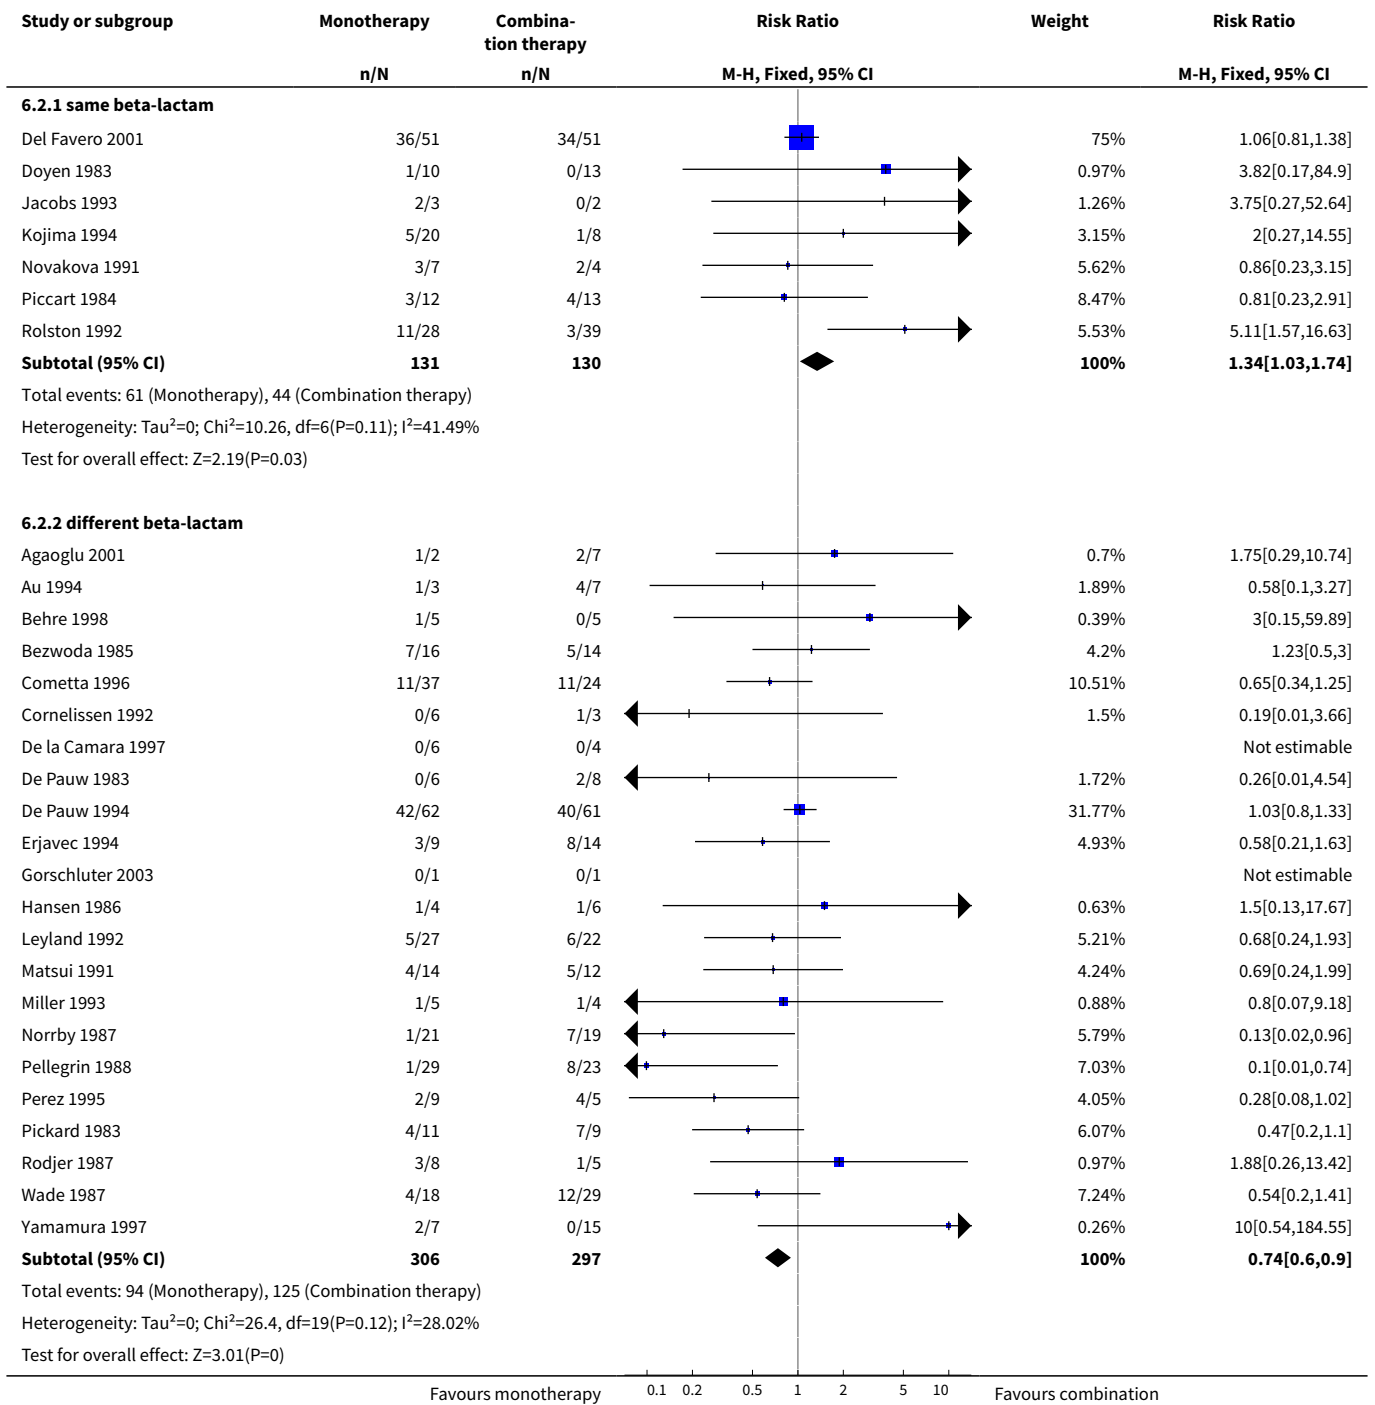 Study or subgroup Monotherapy Combina- Risk Ratio Weight Risk Ratio
tion therapy
n/N n/N M-H, Fixed, 95% CI M-H, Fixed, 95% CI
6.2.1 same beta-lactam
Del Favero 2001 36/51 34/51 75% 1.06[0.81,1.38]
Doyen 1983 1/10 0/13 0.97% 3.82[0.17,84.9]
Jacobs 1993 2/3 0/2 1.26% 3.75[0.27,52.64]
Kojima 1994 5/20 1/8 3.15% 2[0.27,14.55]
Novakova 1991 3/7 2/4 5.62% 0.86[0.23,3.15]
Piccart 1984 3/12 4/13 8.47% 0.81[0.23,2.91]
Rolston 1992 11/28 3/39 5.53% 5.11[1.57,16.63]
Subtotal (95% CI) 131 130 100% 1.34[1.03,1.74]
Total events: 61 (Monotherapy), 44 (Combination therapy)
Heterogeneity: Tau²=0; Chi²=10.26, df=6(P=0.11); I²=41.49%
Test for overall effect: Z=2.19(P=0.03)
6.2.2 different beta-lactam
Agaoglu 2001 1/2 2/7 0.7% 1.75[0.29,10.74]
Au 1994 1/3 4/7 1.89% 0.58[0.1,3.27]
Behre 1998 1/5 0/5 0.39% 3[0.15,59.89]
Bezwoda 1985 7/16 5/14 4.2% 1.23[0.5,3]
Cometta 1996 11/37 11/24 10.51% 0.65[0.34,1.25]
Cornelissen 1992 0/6 1/3 1.5% 0.19[0.01,3.66]
De la Camara 1997 0/6 0/4 Not estimable
De Pauw 1983 0/6 2/8 1.72% 0.26[0.01,4.54]
De Pauw 1994 42/62 40/61 31.77% 1.03[0.8,1.33]
Erjavec 1994 3/9 8/14 4.93% 0.58[0.21,1.63]
Gorschluter 2003 0/1 0/1 Not estimable
Hansen 1986 1/4 1/6 0.63% 1.5[0.13,17.67]
Leyland 1992 5/27 6/22 5.21% 0.68[0.24,1.93]
Matsui 1991 4/14 5/12 4.24% 0.69[0.24,1.99]
Miller 1993 1/5 1/4 0.88% 0.8[0.07,9.18]
Norrby 1987 1/21 7/19 5.79% 0.13[0.02,0.96]
Pellegrin 1988 1/29 8/23 7.03% 0.1[0.01,0.74]
Perez 1995 2/9 4/5 4.05% 0.28[0.08,1.02]
Pickard 1983 4/11 7/9 6.07% 0.47[0.2,1.1]
Rodjer 1987 3/8 1/5 0.97% 1.88[0.26,13.42]
Wade 1987 4/18 12/29 7.24% 0.54[0.2,1.41]
Yamamura 1997 2/7 0/15 0.26% 10[0.54,184.55]
Subtotal (95% CI) 306 297 100% 0.74[0.6,0.9]
Total events: 94 (Monotherapy), 125 (Combination therapy)
Heterogeneity: Tau²=0; Chi²=26.4, df=19(P=0.12); I²=28.02%
Test for overall effect: Z=3.01(P=0)
Favours monotherapy 0.1 0.2 0.5 1 2 5 10 Favours combination